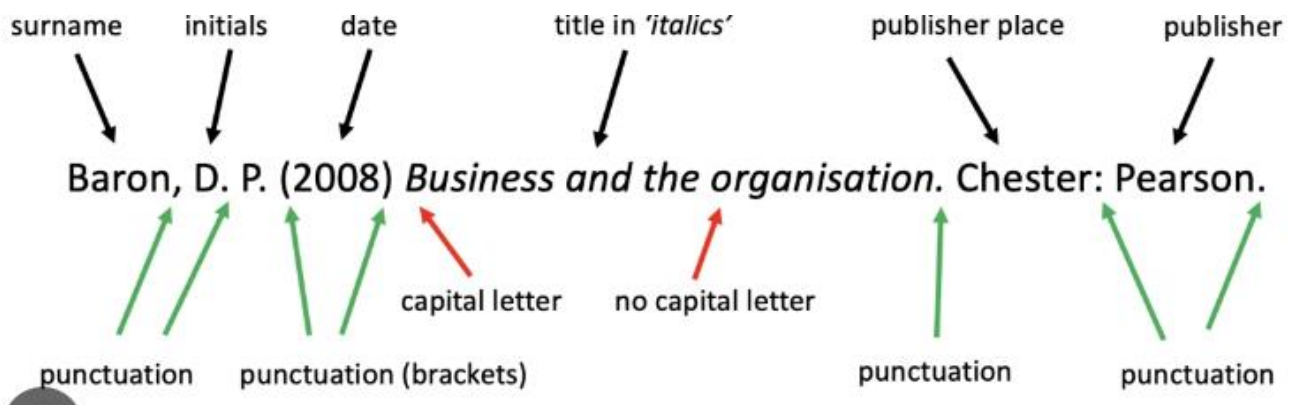 surname initials date title in ‘italics’ publisher place publisher
Baron, D. P. (2008) Business and the organisation. Chester: Pearson.
capital letter no capital letter
punctuation punctuation (brackets) punctuation punctuation